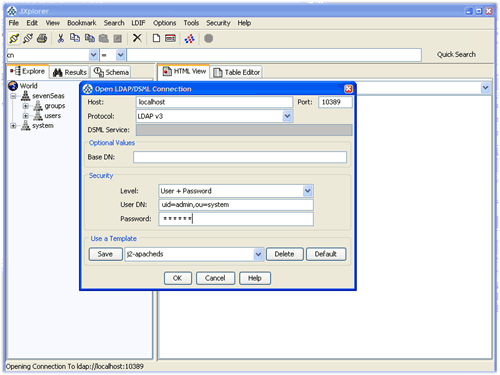 JXplorer
File Edit View Bookmark Search LDIF Options Tools Security Help
cn = Quick Search
Explore Results Schema HTML View Table Editor
World
sevenSeas
groups
users
system
Open LDAP/DSML Connection
Host: localhost Port: 10389
Protocol: LDAP v3
DSML Service:
Optional Values
Base DN:
Security
Level: User + Password
User DN: uid=admin,ou=system
Password: ******
Use a Template
Save j2-apacheds Delete Default
OK Cancel Help
Opening Connection To ldap://localhost:10389